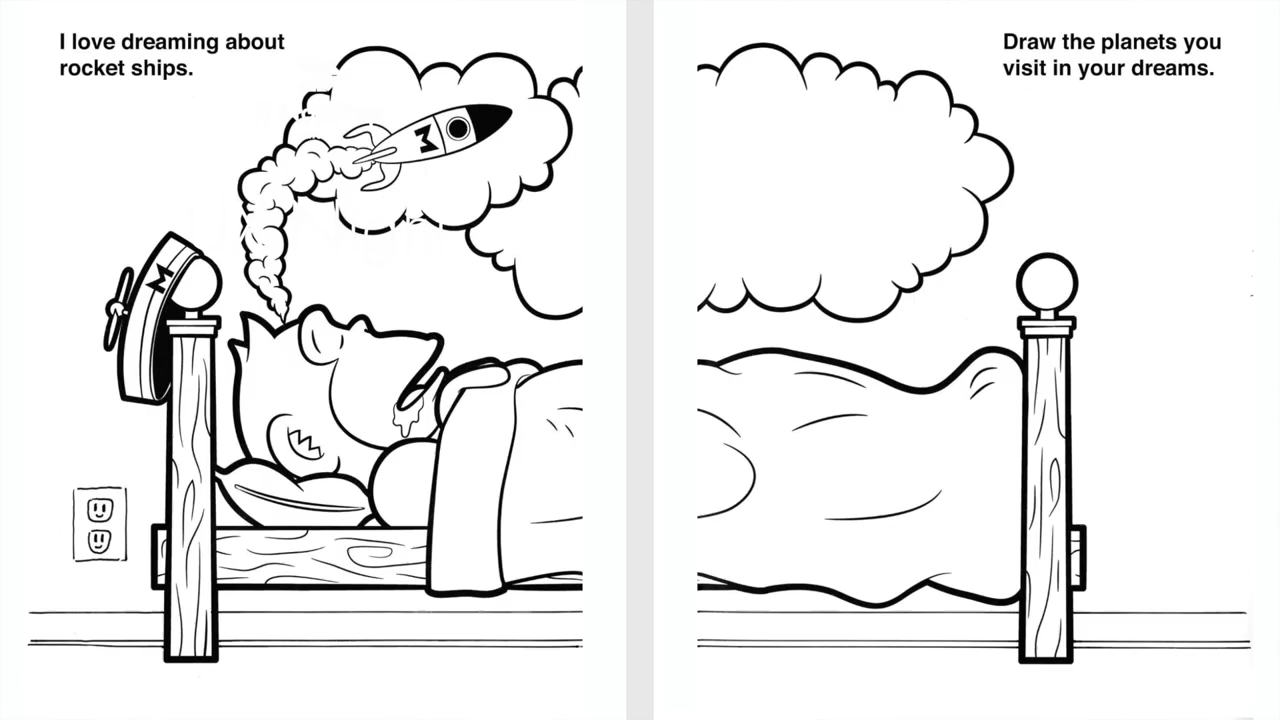 I love dreaming about
rocket ships.
M
M
Draw the planets you
visit in your dreams.